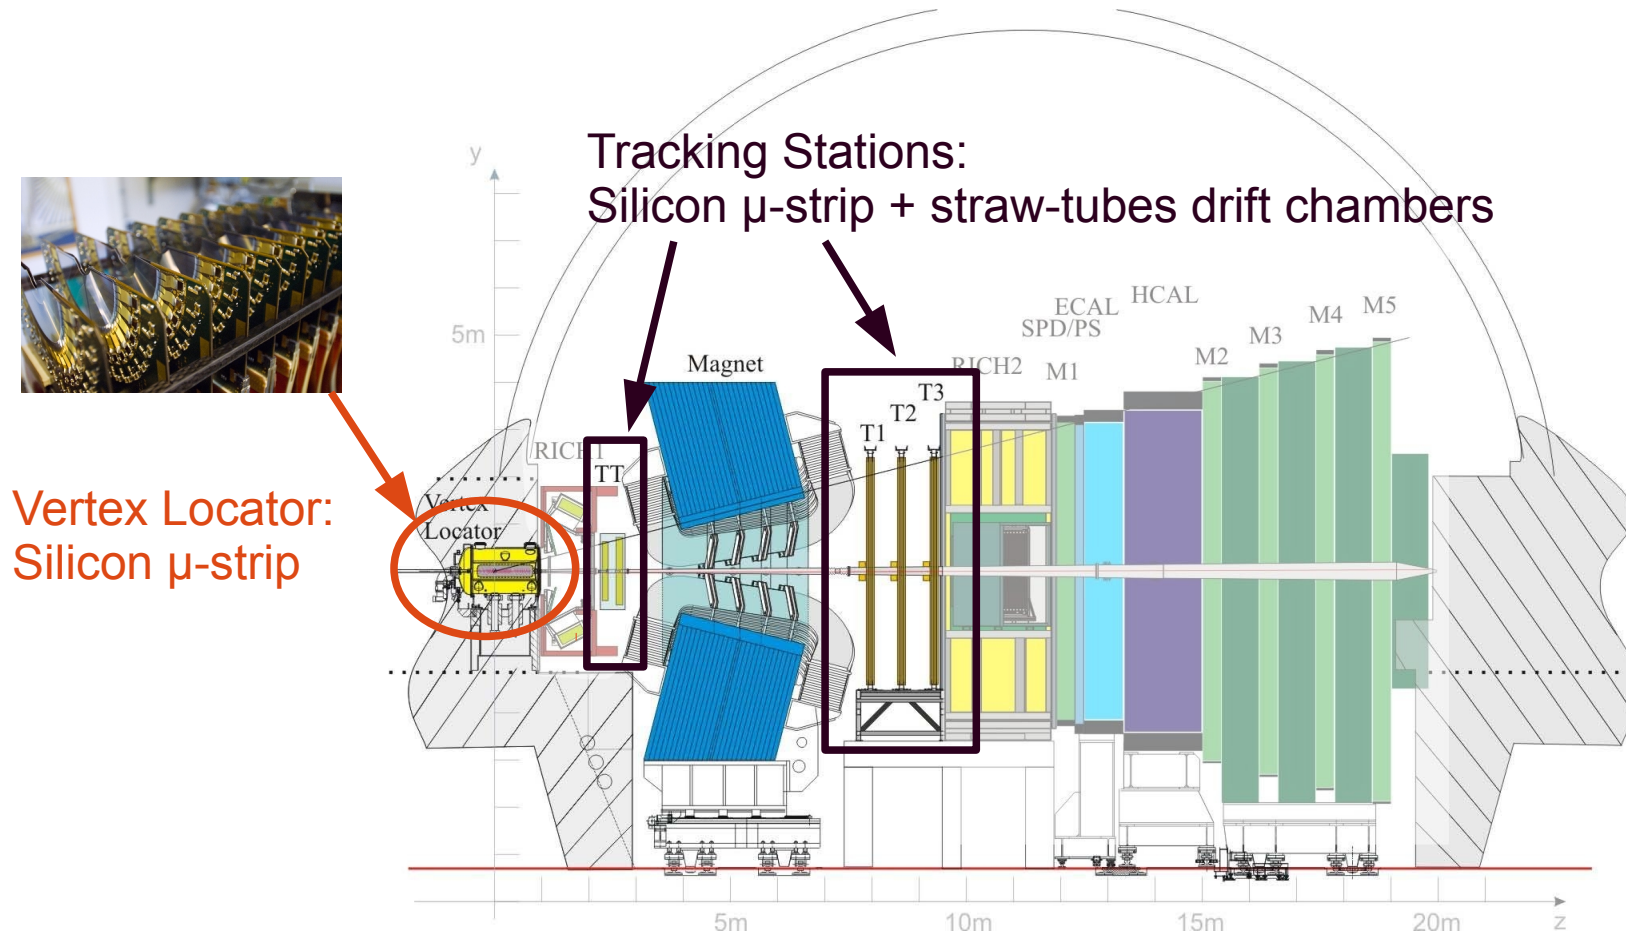 Tracking Stations:
Silicon µ-strip + straw-tubes drift chambers
y
HCAL
ECAL
SPD/PS
M5
M4
M3
M2
5m
Magnet
RICH2
M1
T3
T2
T1
RICH1
TT
Vertex Locator:
Silicon µ-strip
Vertex
Locator
5m
10m
15m
20m
z